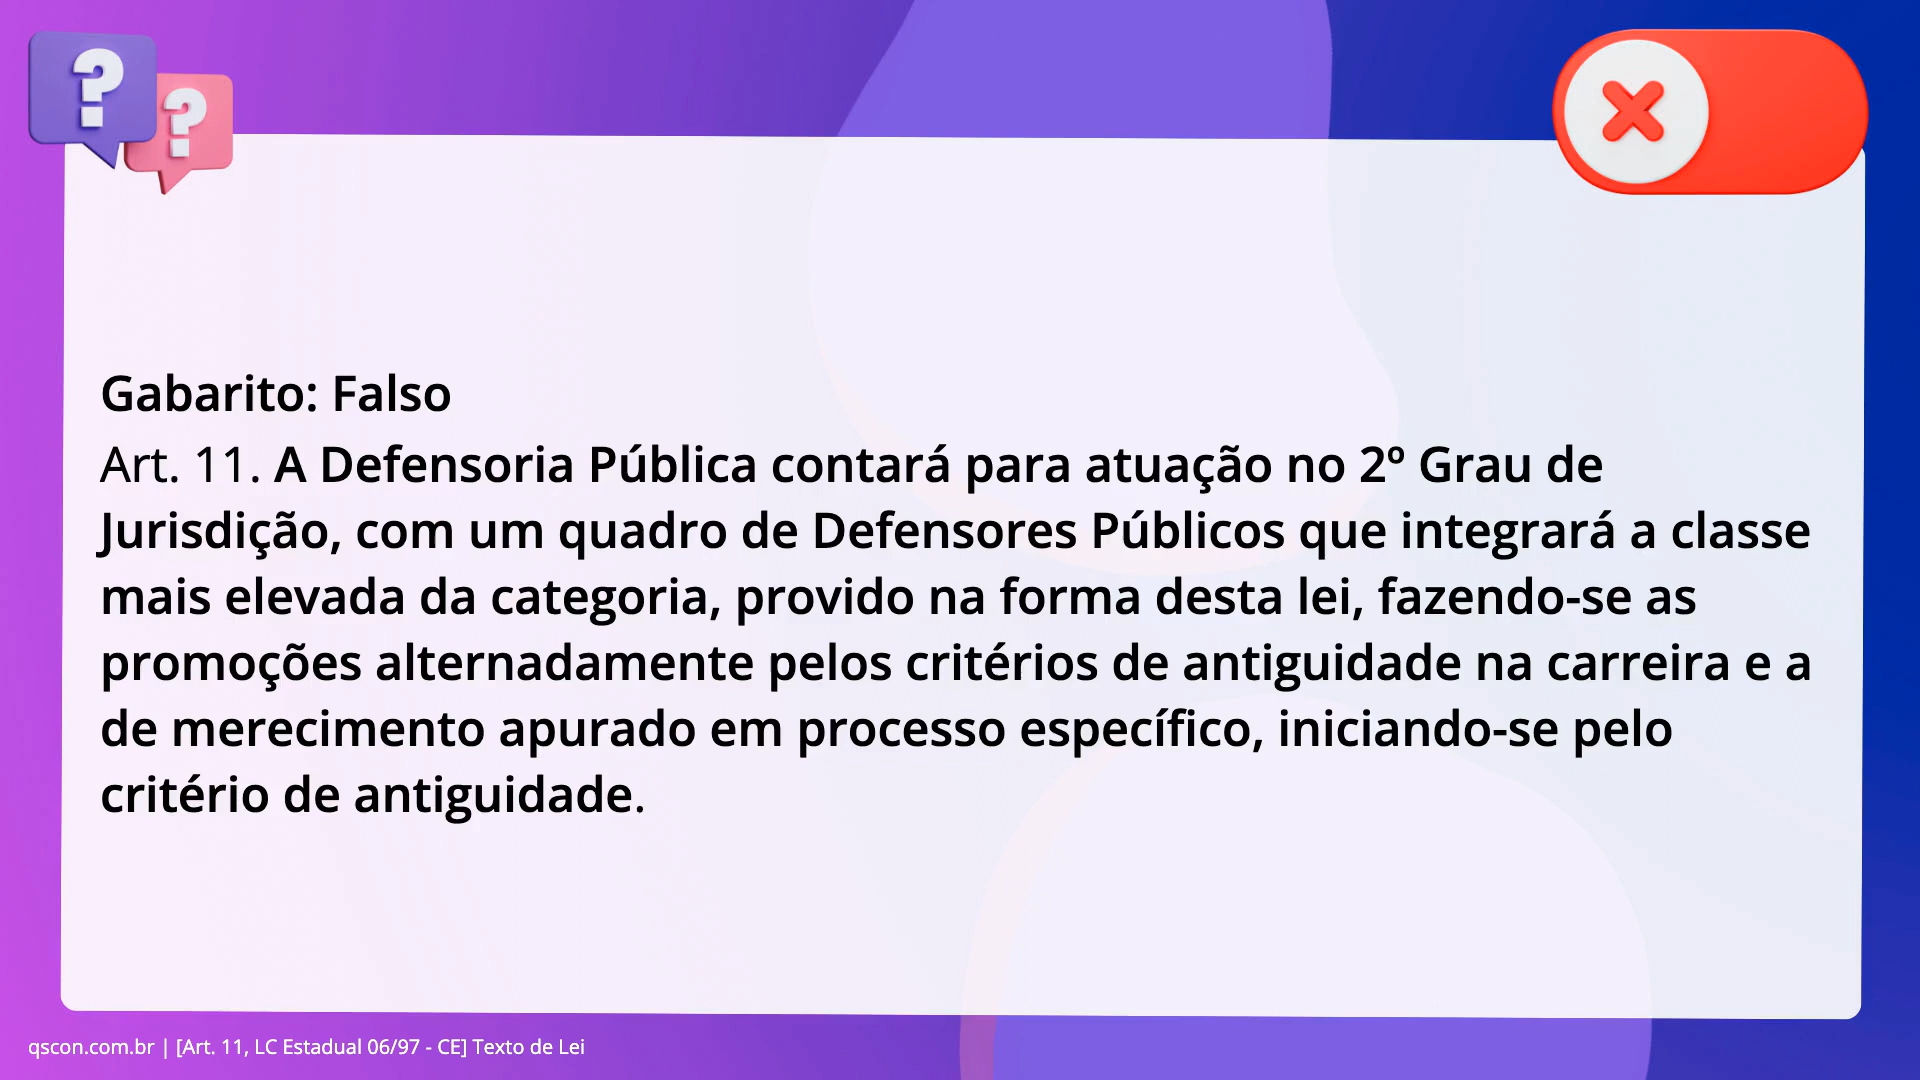 Gabarito: Falso
Art. 11. A Defensoria Pública contará para atuação no 2º Grau de
Jurisdição, com um quadro de Defensores Públicos que integrará a classe
mais elevada da categoria, provido na forma desta lei, fazendo-se as
promoções alternadamente pelos critérios de antiguidade na carreira e a
de merecimento apurado em processo específico, iniciando-se pelo
critério de antiguidade.
qscon.com.br | [Art. 11, LC Estadual 06/97 - CE] Texto de Lei